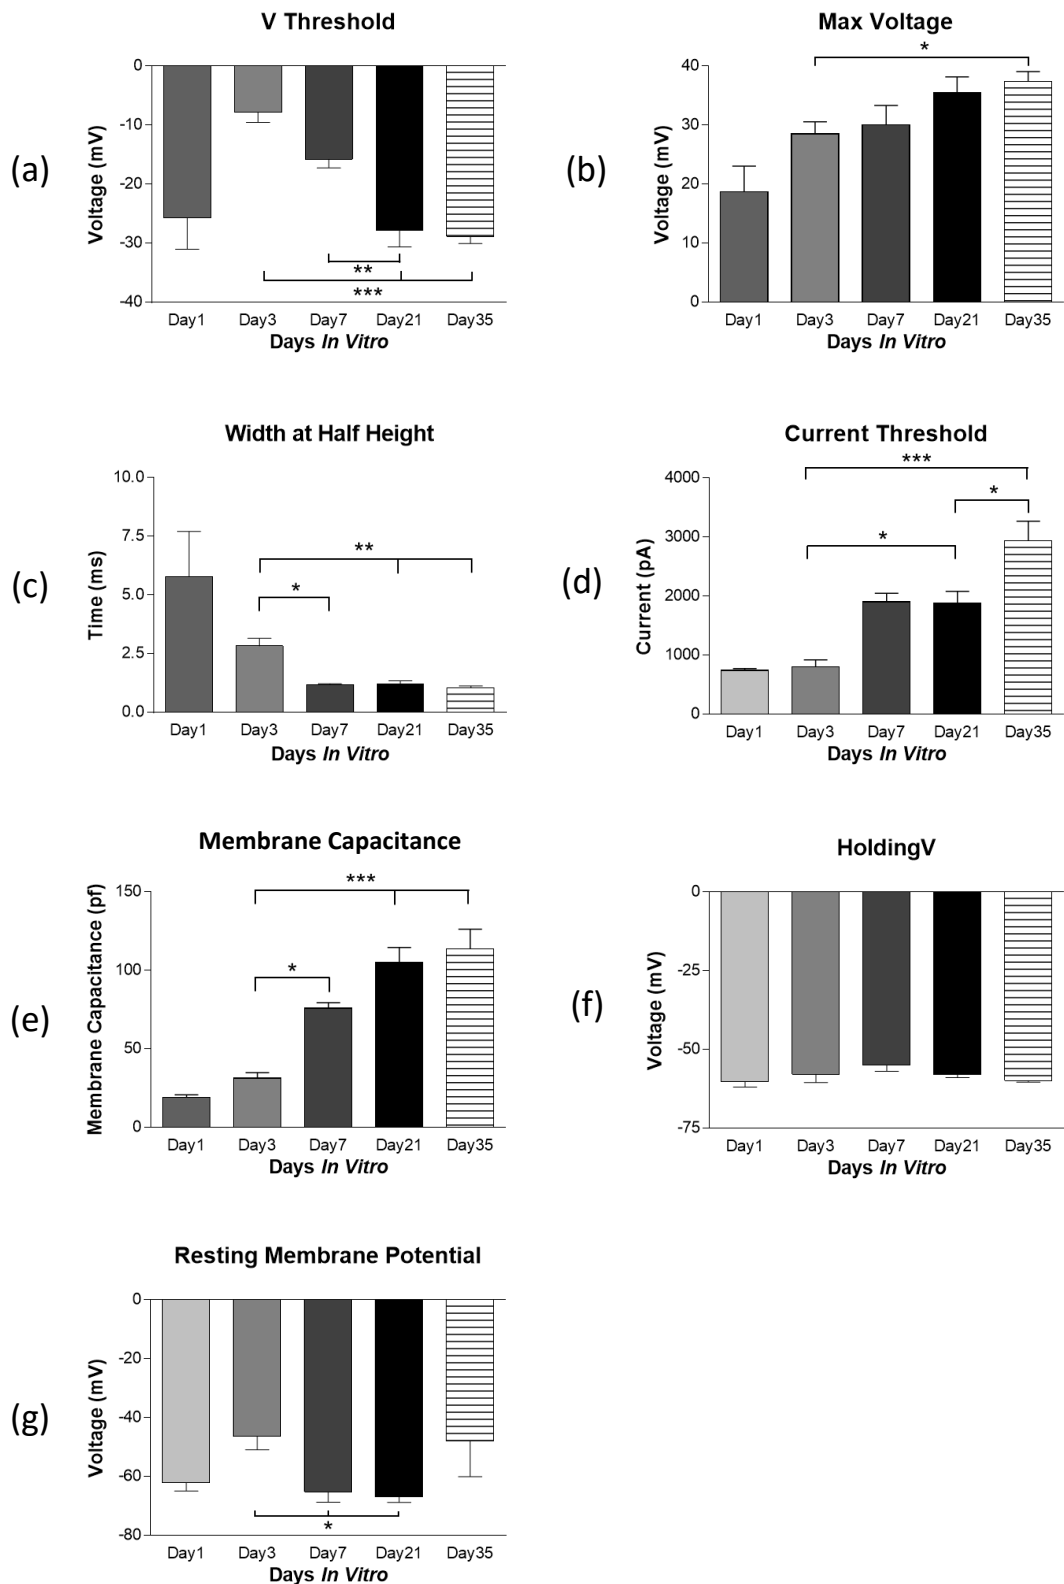 V Threshold
(a)
Voltage (mV)
0
-10
-20
-30
-40
**
***
Day1 Day3 Day7 Day21 Day35
Days In Vitro
Max Voltage
(b)
Voltage (mV)
*
40
30
20
10
0
Day1 Day3 Day7 Day21 Day35
Days In Vitro
Width at Half Height
(c)
Time (ms)
10.0
7.5
5.0
2.5
0.0
**
*
Day1 Day3 Day7 Day21 Day35
Days In Vitro
Current Threshold
(d)
Current (pA)
***
*
*
4000
3000
2000
1000
0
Day1 Day3 Day7 Day21 Day35
Days In Vitro
Membrane Capacitance
(e)
Membrane Capacitance (pf)
150
100
50
0
***
*
Day1 Day3 Day7 Day21 Day35
Days In Vitro
HoldingV
(f)
Voltage (mV)
0
-25
-50
-75
Day1 Day3 Day7 Day21 Day35
Days In Vitro
Resting Membrane Potential
(g)
Voltage (mV)
0
-20
-40
-60
-80
*
Day1 Day3 Day7 Day21 Day35
Days In Vitro